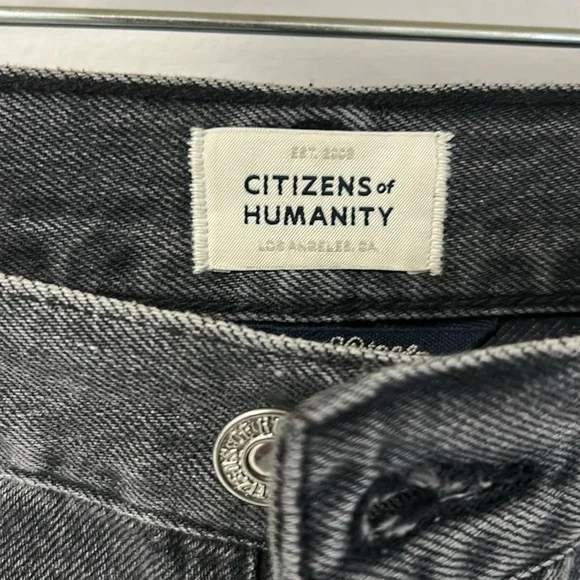 EST. 2003
CITIZENS of
HUMANITY
LOS ANGELES, CA